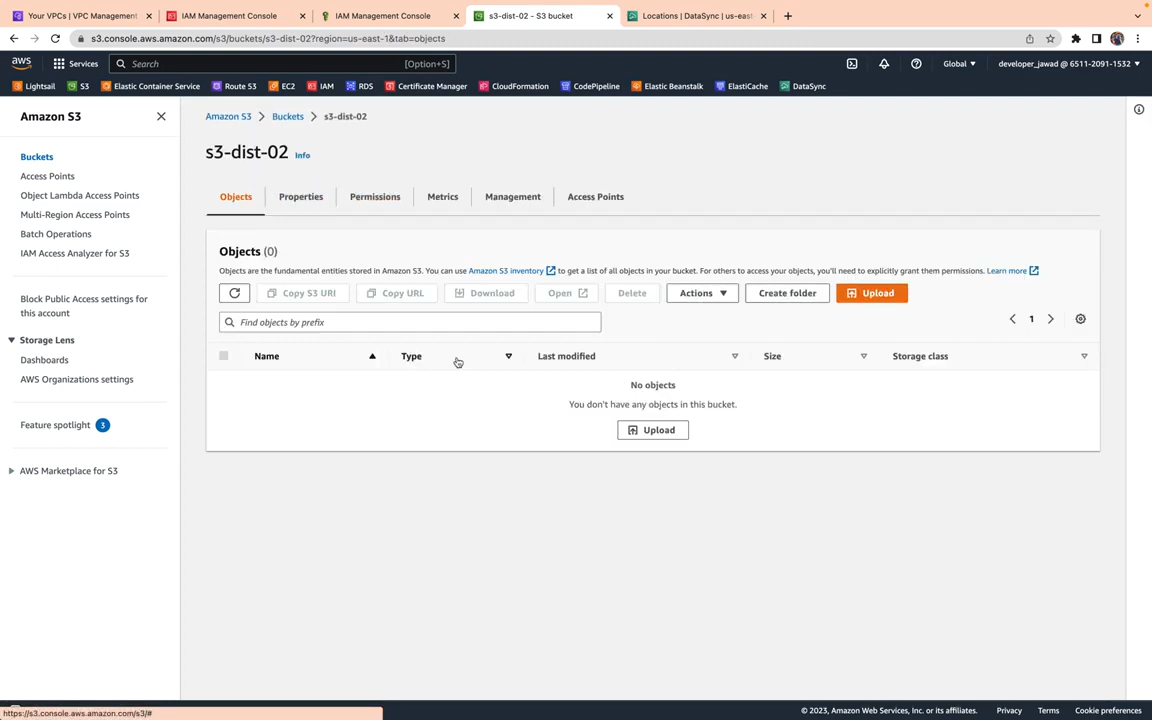 Your VPCs | VPC Management
IAM Management Console
IAM Management Console
s3-dist-02 - S3 bucket
Locations | DataSync | us-east
s3.console.aws.amazon.com/s3/buckets/s3-dist-02?region=us-east-1&tab=objects
aws
Services
Search
[Option+S]
Global
developer_jawad @ 6511-2091-1532
Lightsail
S3
Elastic Container Service
Route 53
EC2
IAM
RDS
Certificate Manager
CloudFormation
CodePipeline
Elastic Beanstalk
ElastiCache
DataSync
Amazon S3
Buckets
Access Points
Object Lambda Access Points
Multi-Region Access Points
Batch Operations
IAM Access Analyzer for S3
Block Public Access settings for
this account
Storage Lens
Dashboards
AWS Organizations settings
Feature spotlight 3
AWS Marketplace for S3
Amazon S3 > Buckets > s3-dist-02
s3-dist-02 Info
Objects
Properties
Permissions
Metrics
Management
Access Points
Objects (0)
Objects are the fundamental entities stored in Amazon S3. You can use Amazon S3 inventory to get a list of all objects in your bucket. For others to access your objects, you'll need to explicitly grant them permissions. Learn more
Copy S3 URI
Copy URL
Download
Open
Delete
Actions
Create folder
Upload
Find objects by prefix
1
Name
Type
Last modified
Size
Storage class
No objects
You don't have any objects in this bucket.
Upload
https://s3.console.aws.amazon.com/s3/#
© 2023, Amazon Web Services, Inc. or its affiliates.
Privacy
Terms
Cookie preferences